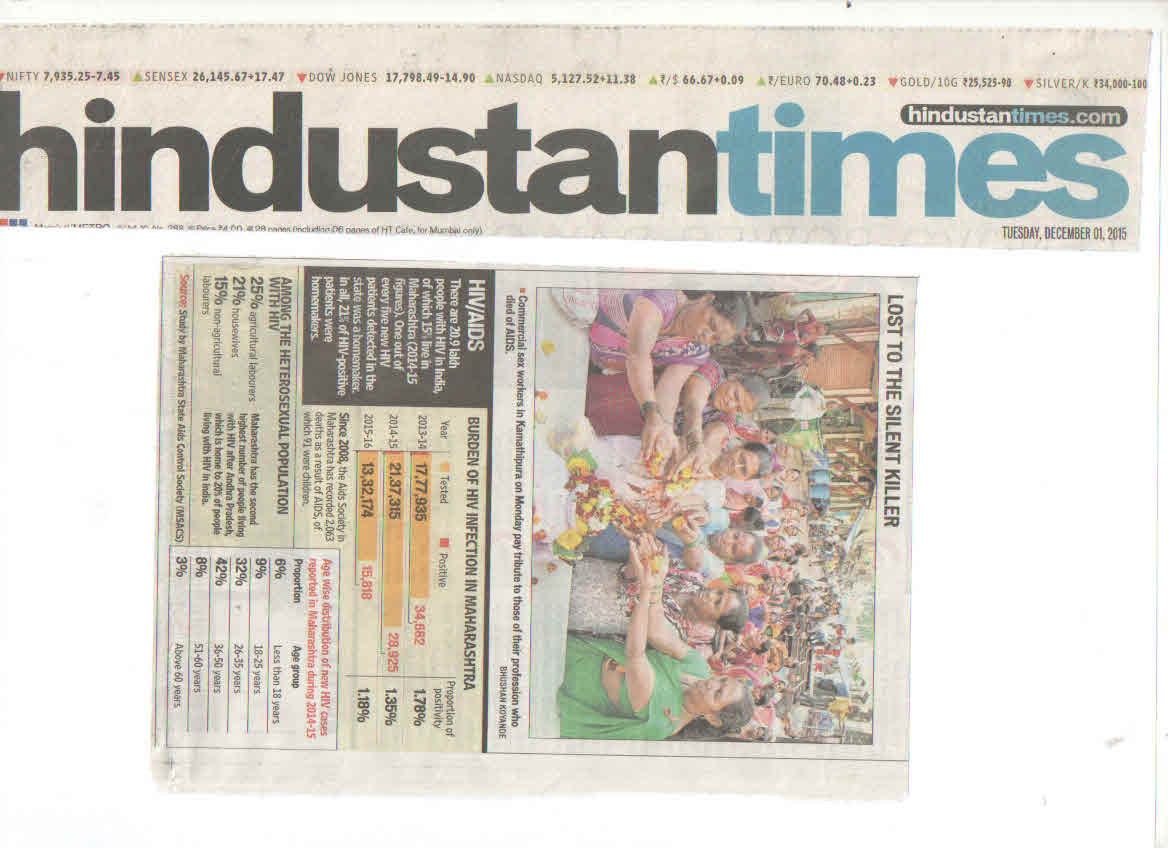 NIFTY 7,935.25-7.45 SENSEX 26,145.67+17.47 DOW JONES 17,798.49-14.90 NASDAQ 5,127.52+11.38 ₹/$ 66.67+0.09 ₹/EURO 70.48+0.23 GOLD/10G ₹25,525-90 SILVER/K ₹34,000-100
hindustantimes.com
hindustantimes
METRO 288 Price ₹4.00 28 pages (including 06 pages of HT Cafe, for Mumbai only)
TUESDAY, DECEMBER 01, 2015
LOST TO THE SILENT KILLER
Commercial sex workers in Kamathipura on Monday pay tribute to those of their profession who
died of AIDS.
BHUSHAN KOYANDE
HIV/AIDS
There are 20.9 lakh
people with HIV in India,
of which 15% live in
Maharashtra (2014-15
figures). One out of
every five new HIV
patients detected in the
state was a homemaker.
In all, 21% of HIV-positive
patients were
homemakers.
BURDEN OF HIV INFECTION IN MAHARASHTRA
Year Tested Positive Proportion of
positivity
2013-14 17,77,935 34,582 1.78%
2014-15 21,37,315 28,925 1.35%
2015-16 13,32,174 15,818 1.18%
Since 2008, the Aids Society in
Maharashtra has recorded 2,063
deaths as a result of AIDS, of
which 91 were children.
AMONG THE HETEROSEXUAL POPULATION
WITH HIV
25% agricultural labourers
21% housewives
15% non-agricultural
labourers
Maharashtra has the second
highest number of people living
with HIV after Andhra Pradesh,
which is home to 20% of people
living with HIV in India.
Source: Study by Maharashtra State Aids Control Society (MSACS)
Age wise distribution of new HIV cases
reported in Maharashtra during 2014-15
Proportion Age group
6% Less than 18 years
9% 18-25 years
32% 26-35 years
42% 36-50 years
8% 51-60 years
3% Above 60 years